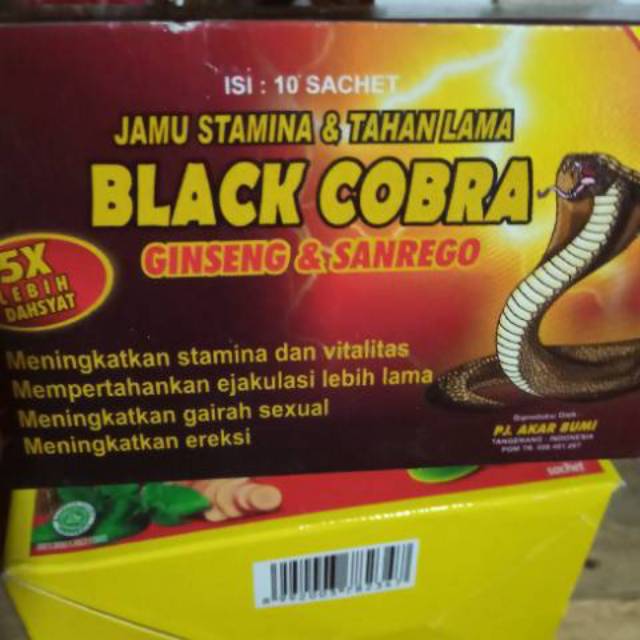 ISI : 10 SACHET
JAMU STAMINA & TAHAN LAMA
BLACK COBRA
GINSENG & SANREGO
5X
LEBIH
DAHSYAT
Meningkatkan stamina dan vitalitas
Mempertahankan ejakulasi lebih lama
Meningkatkan gairah sexual
Meningkatkan ereksi
Diproduksi Oleh :
PJ. AKAR BUMI
TANGERANG - INDONESIA
sachet